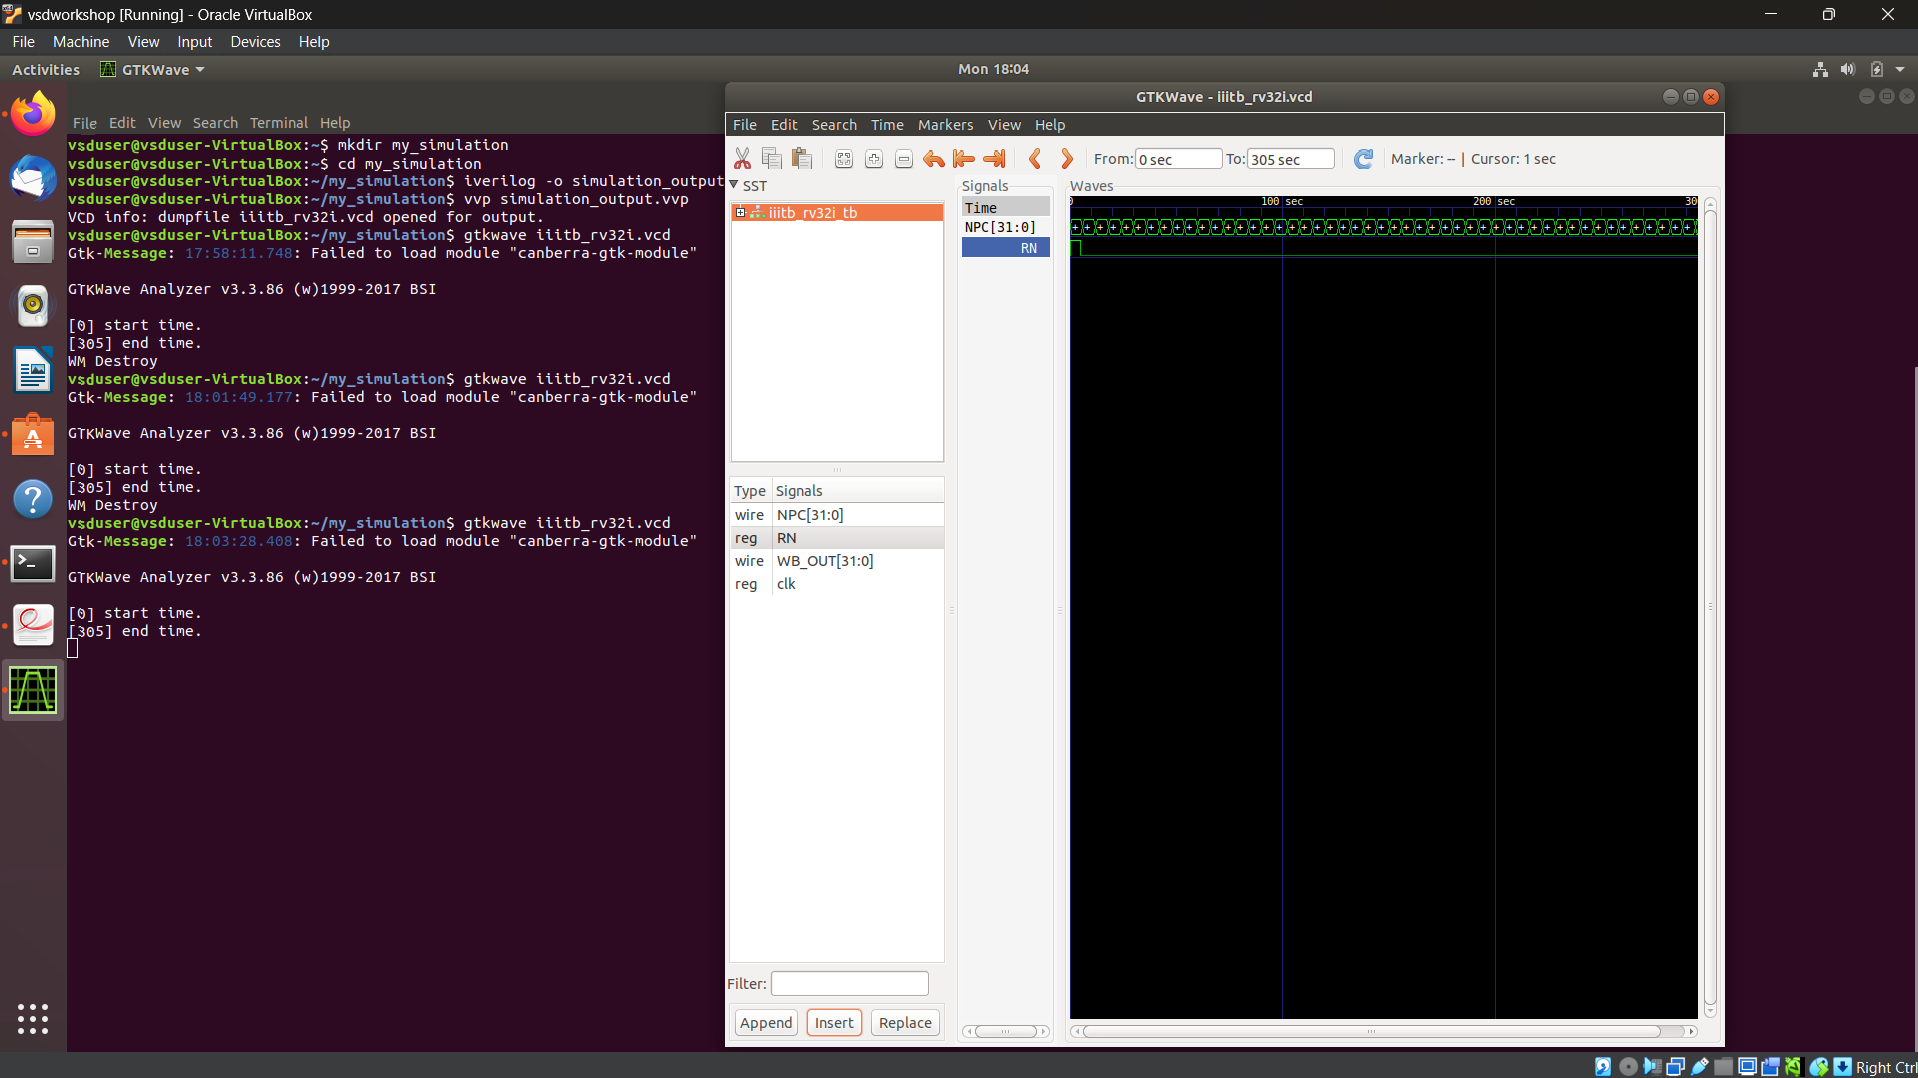 vsdworkshop [Running] - Oracle VirtualBox
File Machine View Input Devices Help
Activities GTKWave Mon 18:04
File Edit View Search Terminal Help
vsduser@vsduser-VirtualBox:~$ mkdir my_simulation
vsduser@vsduser-VirtualBox:~$ cd my_simulation
vsduser@vsduser-VirtualBox:~/my_simulation$ iverilog -o simulation_output
vsduser@vsduser-VirtualBox:~/my_simulation$ vvp simulation_output.vvp
VCD info: dumpfile iiitb_rv32i.vcd opened for output.
vsduser@vsduser-VirtualBox:~/my_simulation$ gtkwave iiitb_rv32i.vcd
Gtk-Message: 17:58:11.748: Failed to load module "canberra-gtk-module"
GTKWave Analyzer v3.3.86 (w)1999-2017 BSI
[0] start time.
[305] end time.
WM Destroy
vsduser@vsduser-VirtualBox:~/my_simulation$ gtkwave iiitb_rv32i.vcd
Gtk-Message: 18:01:49.177: Failed to load module "canberra-gtk-module"
GTKWave Analyzer v3.3.86 (w)1999-2017 BSI
[0] start time.
[305] end time.
WM Destroy
vsduser@vsduser-VirtualBox:~/my_simulation$ gtkwave iiitb_rv32i.vcd
Gtk-Message: 18:03:28.408: Failed to load module "canberra-gtk-module"
GTKWave Analyzer v3.3.86 (w)1999-2017 BSI
[0] start time.
[305] end time.
GTKWave - iiitb_rv32i.vcd
File Edit Search Time Markers View Help
From: 0 sec To: 305 sec Marker: -- | Cursor: 1 sec
SST
iiitb_rv32i_tb
Type Signals
wire NPC[31:0]
reg RN
wire WB_OUT[31:0]
reg clk
Filter:
Append Insert Replace
Signals
Time
NPC[31:0]
RN
Waves
0 100 sec 200 sec 30
Right Ctrl